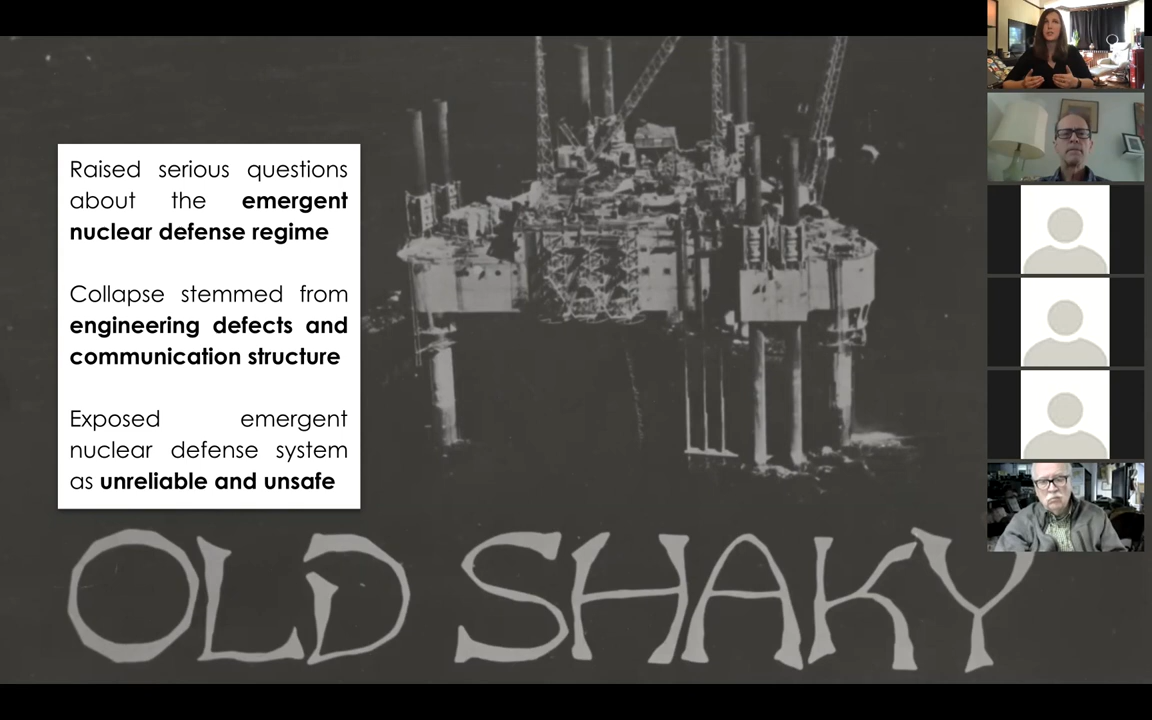 Raised serious questions
about the emergent
nuclear defense regime
Collapse stemmed from
engineering defects and
communication structure
Exposed emergent
nuclear defense system
as unreliable and unsafe
OLD SHAKY